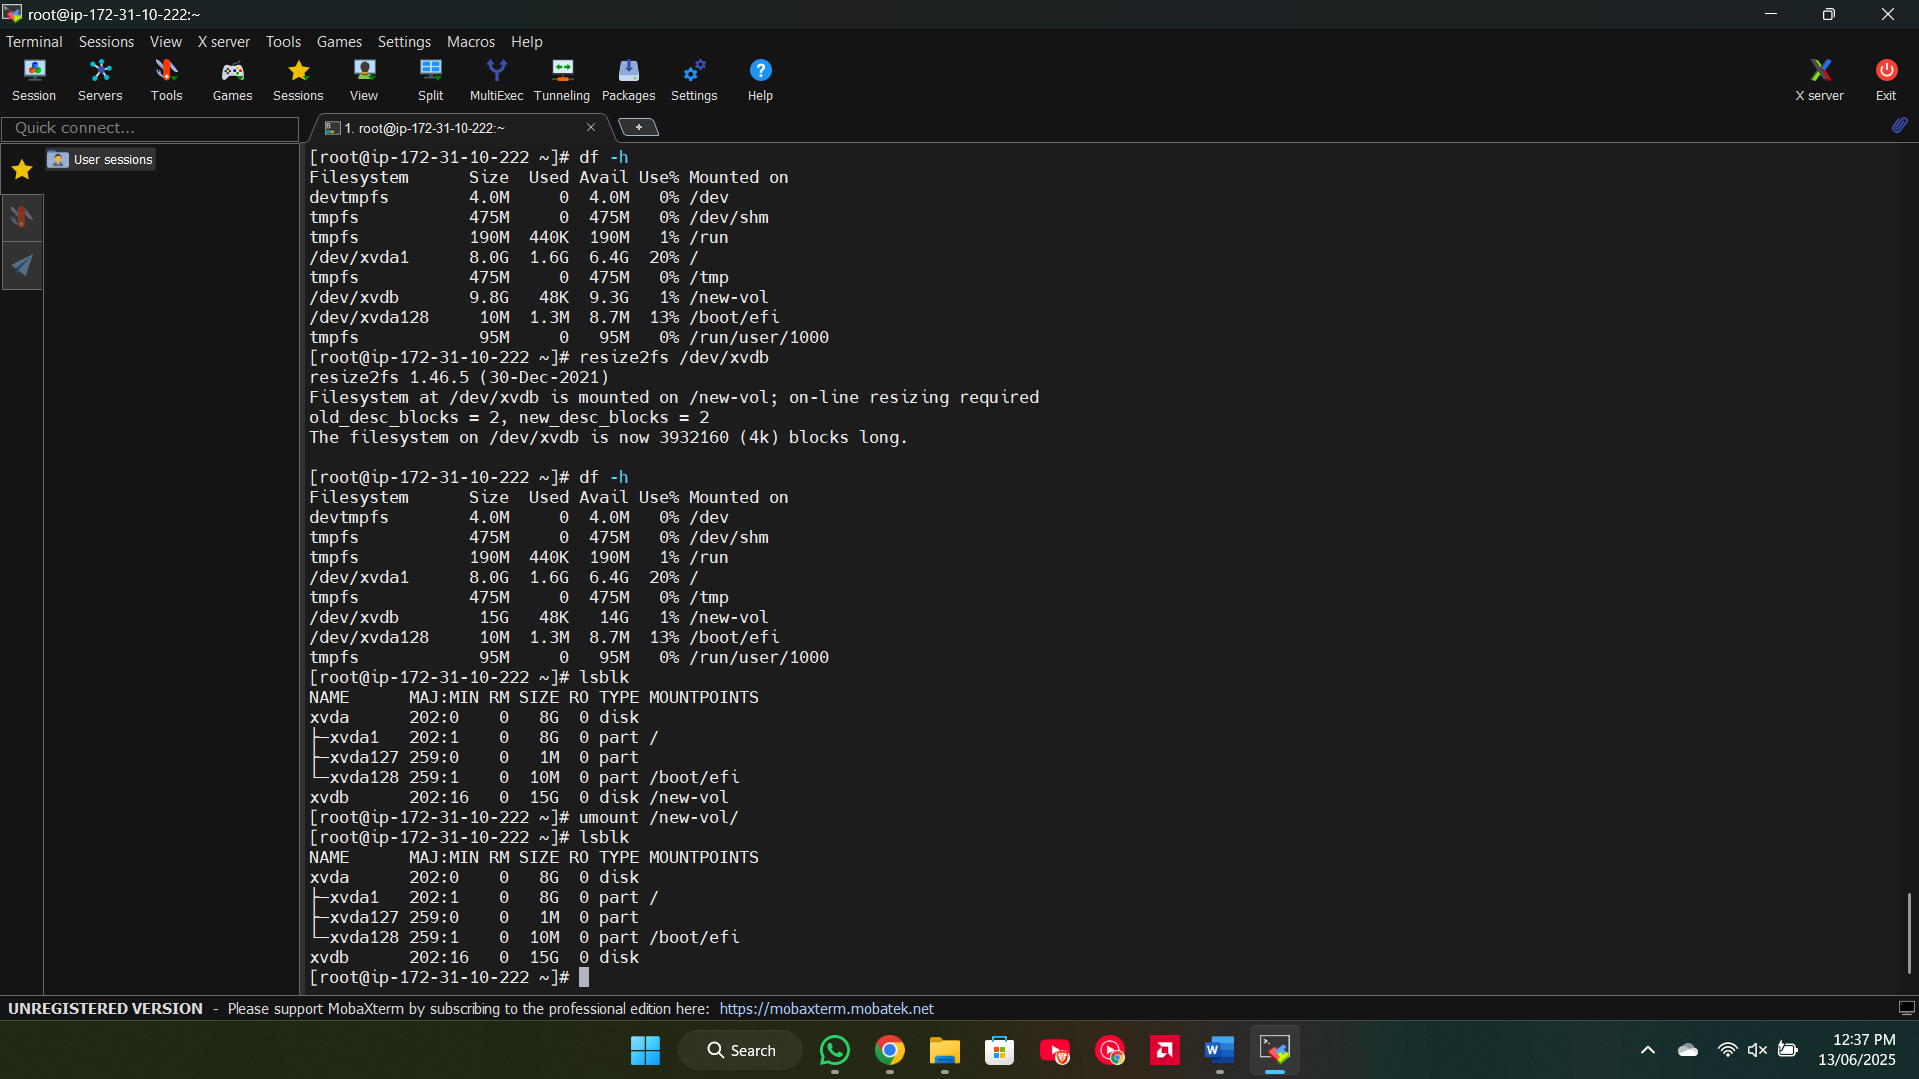 root@ip-172-31-10-222:~
Terminal Sessions View X server Tools Games Settings Macros Help
Session Servers Tools Games Sessions View Split MultiExec Tunneling Packages Settings Help X server Exit
Quick connect...
1. root@ip-172-31-10-222:~
User sessions
[root@ip-172-31-10-222 ~]# df -h
Filesystem      Size  Used Avail Use% Mounted on
devtmpfs        4.0M     0  4.0M   0% /dev
tmpfs           475M     0  475M   0% /dev/shm
tmpfs           190M  440K  190M   1% /run
/dev/xvda1      8.0G  1.6G  6.4G  20% /
tmpfs           475M     0  475M   0% /tmp
/dev/xvdb       9.8G   48K  9.3G   1% /new-vol
/dev/xvda128     10M  1.3M  8.7M  13% /boot/efi
tmpfs            95M     0   95M   0% /run/user/1000
[root@ip-172-31-10-222 ~]# resize2fs /dev/xvdb
resize2fs 1.46.5 (30-Dec-2021)
Filesystem at /dev/xvdb is mounted on /new-vol; on-line resizing required
old_desc_blocks = 2, new_desc_blocks = 2
The filesystem on /dev/xvdb is now 3932160 (4k) blocks long.
[root@ip-172-31-10-222 ~]# df -h
Filesystem      Size  Used Avail Use% Mounted on
devtmpfs        4.0M     0  4.0M   0% /dev
tmpfs           475M     0  475M   0% /dev/shm
tmpfs           190M  440K  190M   1% /run
/dev/xvda1      8.0G  1.6G  6.4G  20% /
tmpfs           475M     0  475M   0% /tmp
/dev/xvdb        15G   48K   14G   1% /new-vol
/dev/xvda128     10M  1.3M  8.7M  13% /boot/efi
tmpfs            95M     0   95M   0% /run/user/1000
[root@ip-172-31-10-222 ~]# lsblk
NAME      MAJ:MIN RM SIZE RO TYPE MOUNTPOINTS
xvda      202:0    0   8G  0 disk
├─xvda1   202:1    0   8G  0 part /
├─xvda127 259:0    0   1M  0 part
└─xvda128 259:1    0  10M  0 part /boot/efi
xvdb      202:16   0  15G  0 disk /new-vol
[root@ip-172-31-10-222 ~]# umount /new-vol/
[root@ip-172-31-10-222 ~]# lsblk
NAME      MAJ:MIN RM SIZE RO TYPE MOUNTPOINTS
xvda      202:0    0   8G  0 disk
├─xvda1   202:1    0   8G  0 part /
├─xvda127 259:0    0   1M  0 part
└─xvda128 259:1    0  10M  0 part /boot/efi
xvdb      202:16   0  15G  0 disk
[root@ip-172-31-10-222 ~]#
UNREGISTERED VERSION - Please support MobaXterm by subscribing to the professional edition here: https://mobaxterm.mobatek.net
Search
12:37 PM
13/06/2025